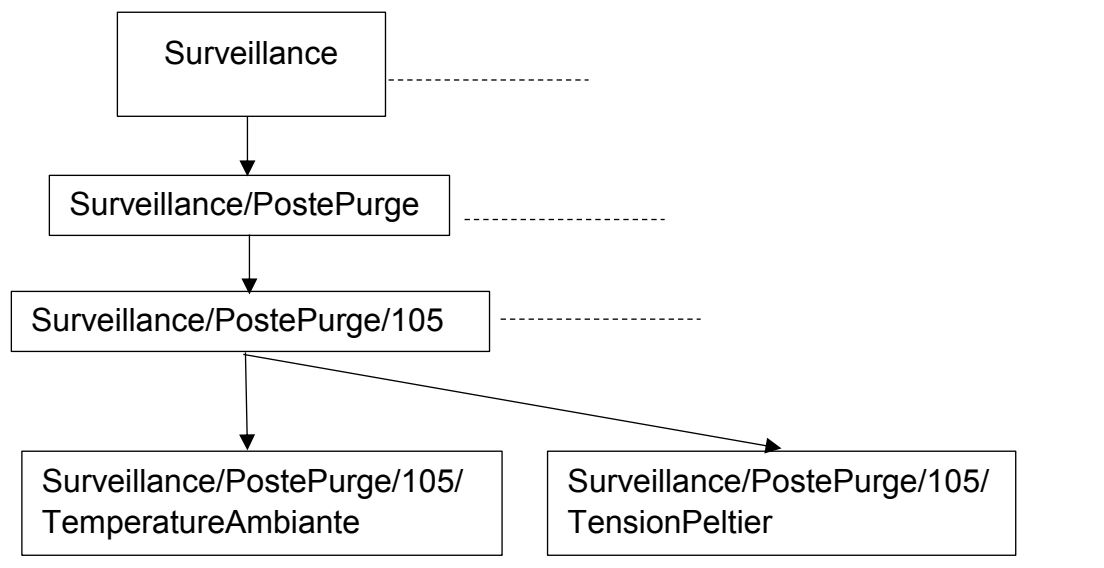 Surveillance
Surveillance/PostePurge
Surveillance/PostePurge/105
Surveillance/PostePurge/105/
TemperatureAmbiante
Surveillance/PostePurge/105/
TensionPeltier